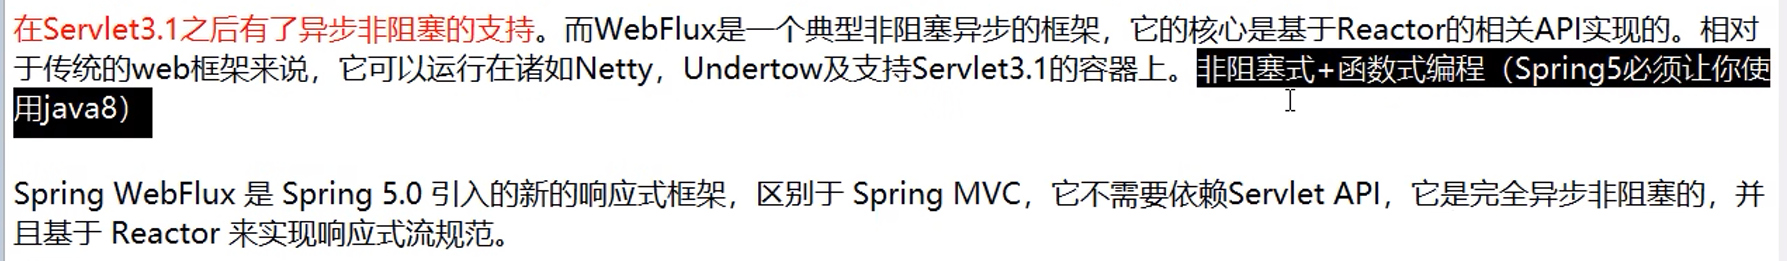 在Servlet3.1之后有了异步非阻塞的支持。而WebFlux是一个典型非阻塞异步的框架，它的核心是基于Reactor的相关API实现的。相对
于传统的web框架来说，它可以运行在诸如Netty，Undertow及支持Servlet3.1的容器上。非阻塞式+函数式编程（Spring5必须让你使
用java8）
Spring WebFlux 是 Spring 5.0 引入的新的响应式框架，区别于 Spring MVC，它不需要依赖Servlet API，它是完全异步非阻塞的，并
且基于 Reactor 来实现响应式流规范。